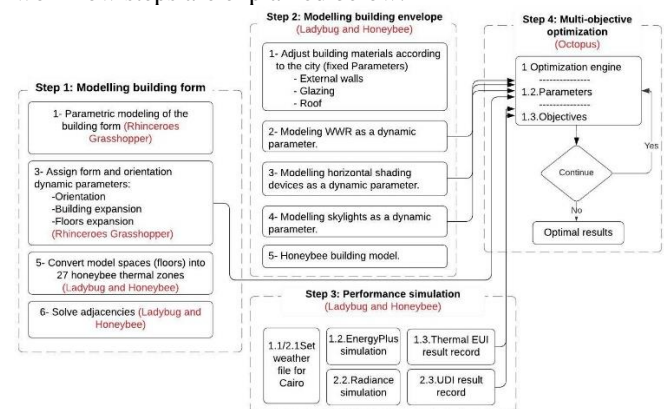 Step 1: Modelling building form
1- Parametric modeling of the
building form (Rhinceroes
Grasshopper)
3- Assign form and orientation
dynamic parameters:
-Orientation
-Building expansion
-Floors expansion
(Rhinceroes Grasshopper)
5- Convert model spaces (floors) into
27 honeybee thermal zones
(Ladybug and Honeybee)
6- Solve adjacencies (Ladybug and
Honeybee)
Step 2: Modelling building envelope
(Ladybug and Honeybee)
1- Adjust building materials according
to the city (fixed Parameters)
- External walls
- Glazing
- Roof
2- Modeling WWR as a dynamic
parameter.
3- Modelling horizontal shading
devices as a dynamic parameter.
4- Modelling skylights as a dynamic
parameter.
5- Honeybee building model.
Step 3: Performance simulation
(Ladybug and Honeybee)
1.1/2.1Set
weather
file for
Cairo
1.2.EnergyPlus
simulation
1.3.Thermal EUI
result record
2.2.Radiance
simulation
2.3.UDI result
record
Step 4: Multi-objective
optimization
(Octopus)
1 Optimization engine
---------------
1.2.Parameters
---------------
1.3.Objectives
Continue
Yes
No
Optimal results